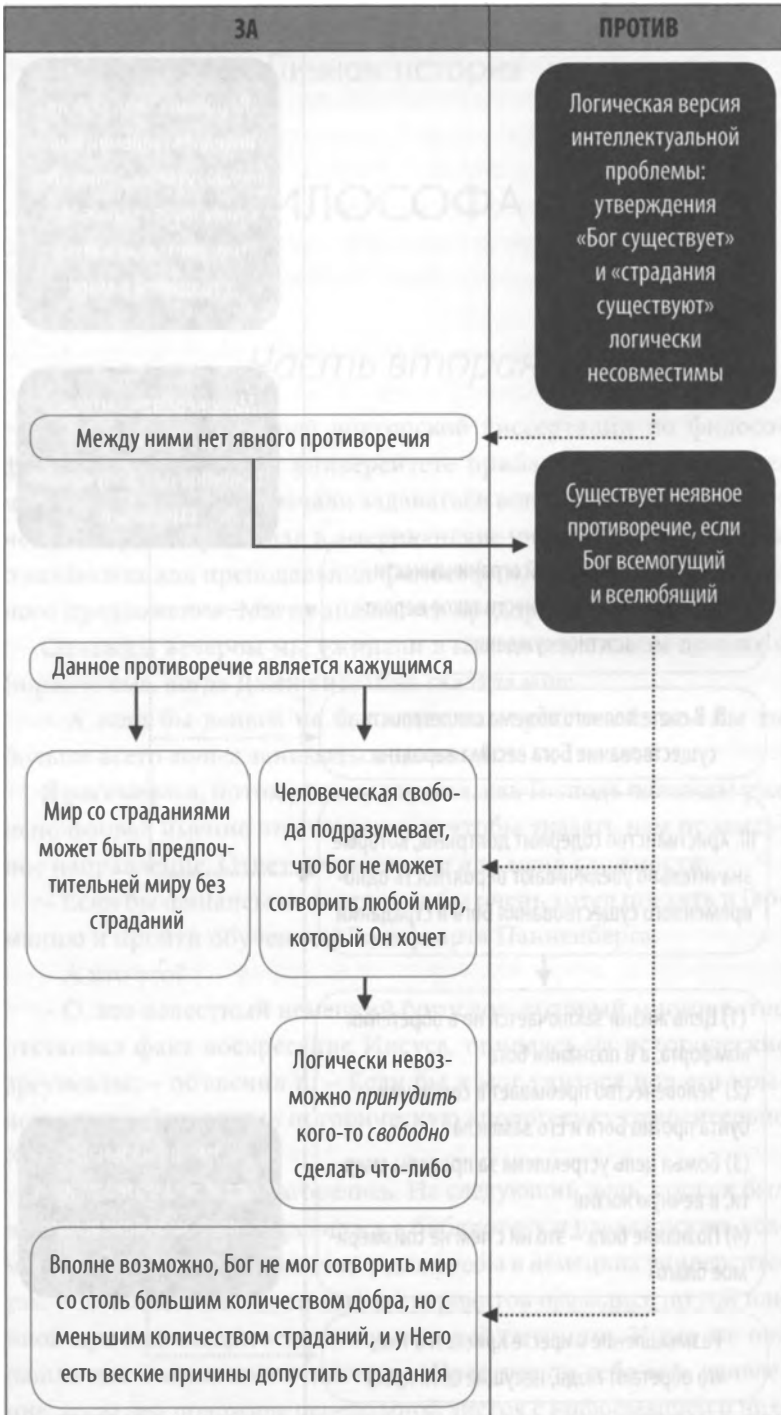 ЗА
ПРОТИВ
Логическая версия
интеллектуальной
проблемы:
утверждения
«Бог существует»
и «страдания
существуют»
логически
несовместимы
Между ними нет явного противоречия
Существует неявное
противоречие, если
Бог всемогущий
и вселюбящий
Данное противоречие является кажущимся
Мир со страданиями
может быть предпоч-
тительней миру без
страданий
Человеческая свобо-
да подразумевает,
что Бог не может
сотворить любой мир,
который Он хочет
Логически невоз-
можно принудить
кого-то свободно
сделать что-либо
Вполне возможно, Бог не мог сотворить мир
со столь большим количеством добра, но с
меньшим количеством страданий, и у Него
есть веские причины допустить страдания